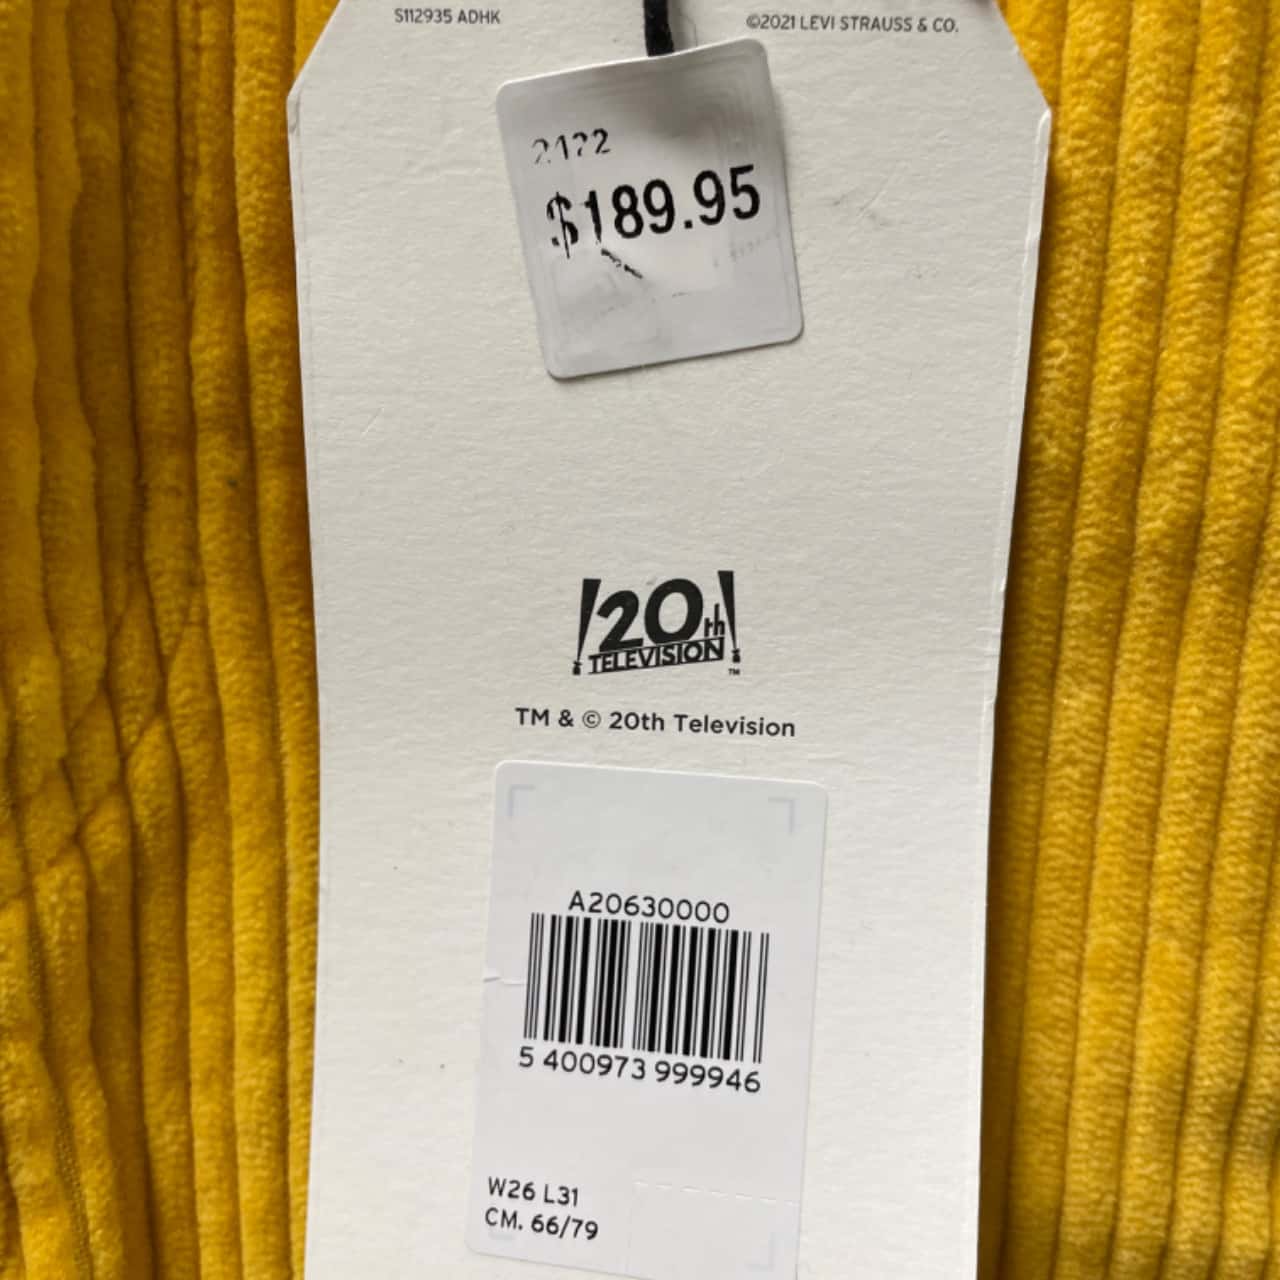 S112935 ADHK
©2021 LEVI STRAUSS & CO.
$189.95
20th
TELEVISION
TM
TM & © 20th Television
A20630000
5 400973 999946
W26 L31
CM. 66/79